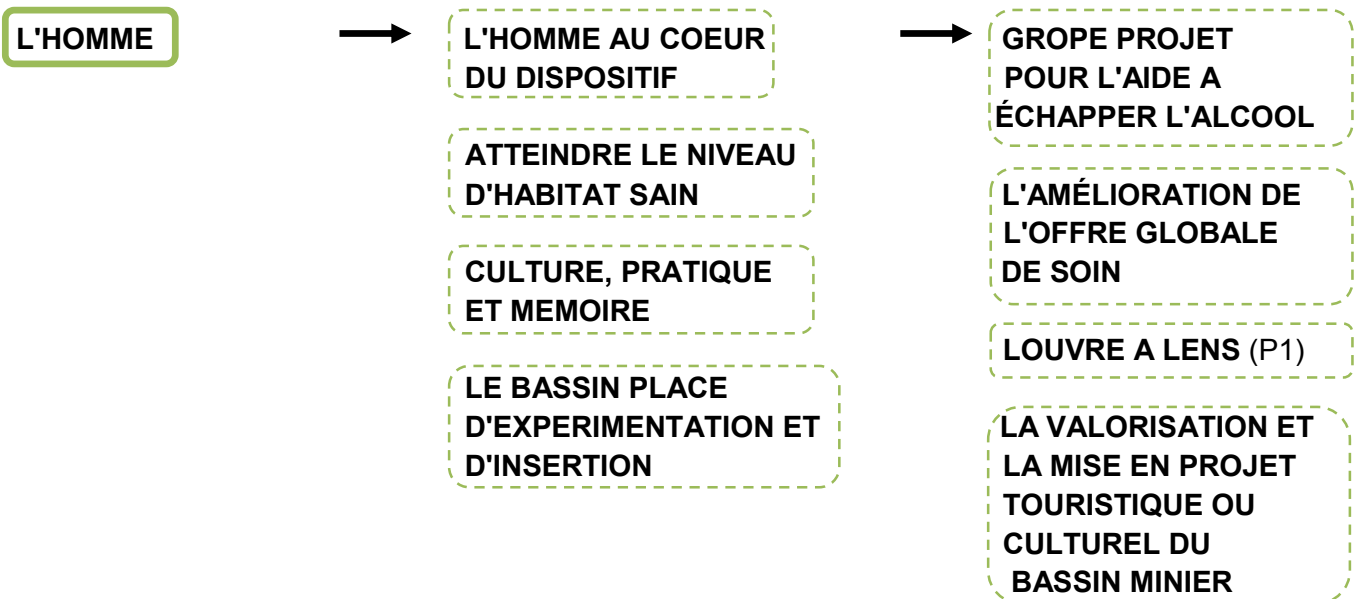 L'HOMME
L'HOMME AU COEUR
DU DISPOSITIF
ATTEINDRE LE NIVEAU
D'HABITAT SAIN
CULTURE, PRATIQUE
ET MEMOIRE
LE BASSIN PLACE
D'EXPERIMENTATION ET
D'INSERTION
GROPE PROJET
POUR L'AIDE A
ÉCHAPPER L'ALCOOL
L'AMÉLIORATION DE
L'OFFRE GLOBALE
DE SOIN
LOUVRE A LENS (P1)
LA VALORISATION ET
LA MISE EN PROJET
TOURISTIQUE OU
CULTUREL DU
BASSIN MINIER